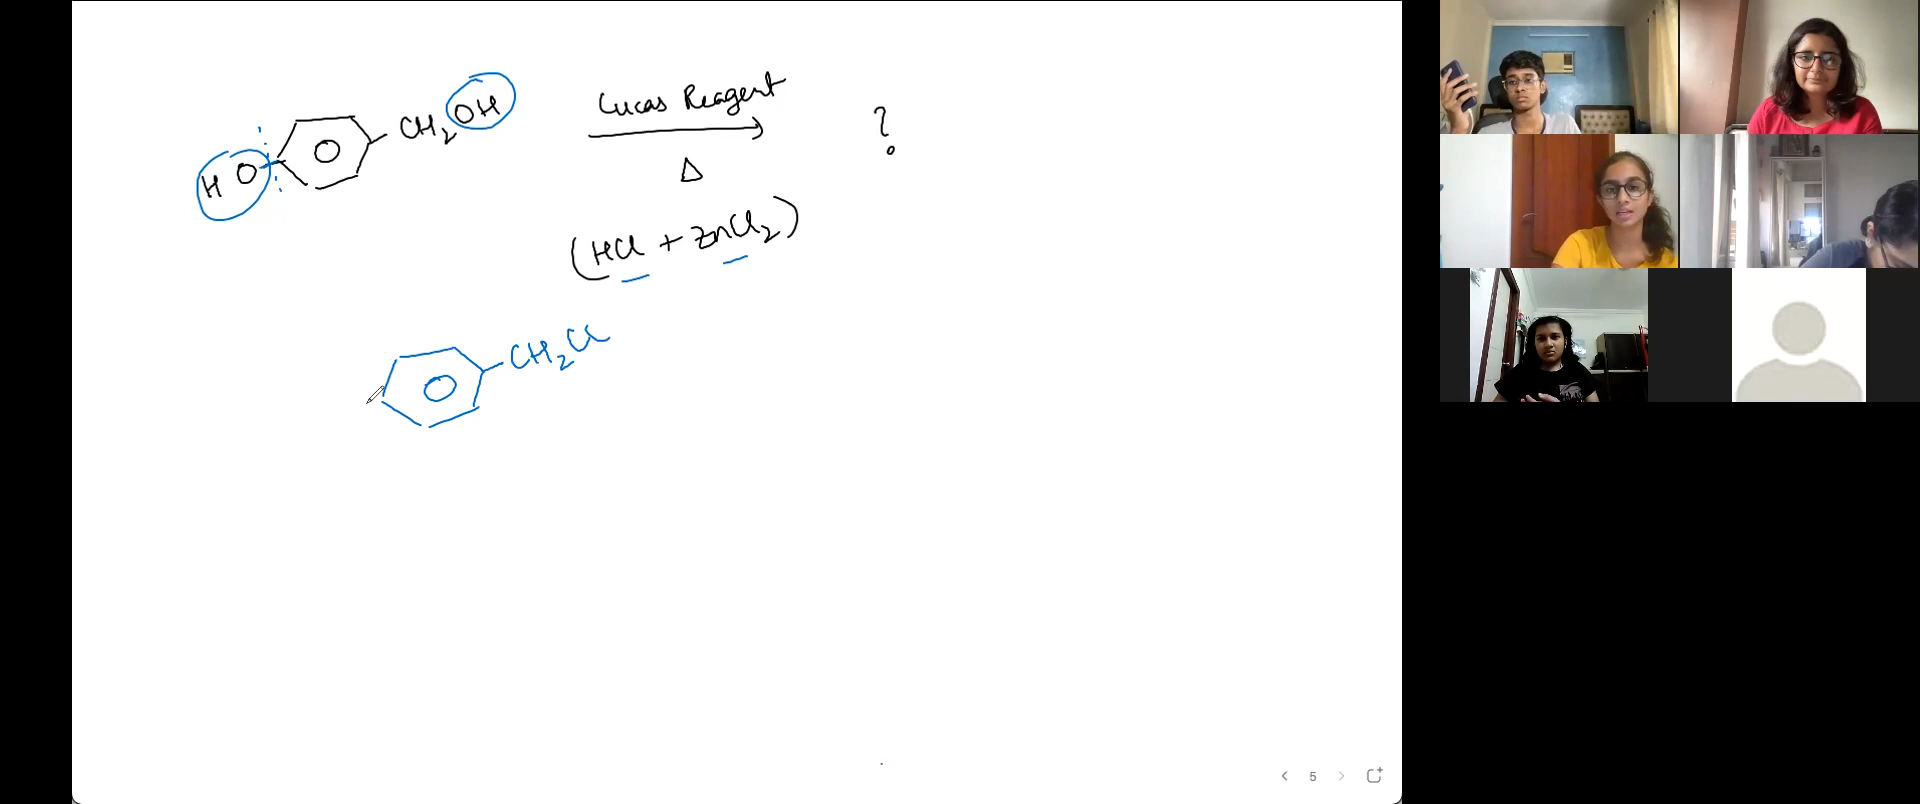 HO CH₂OH Lucas Reagent ?
Δ
(HCl + ZnCl₂)
CH₂Cl
5